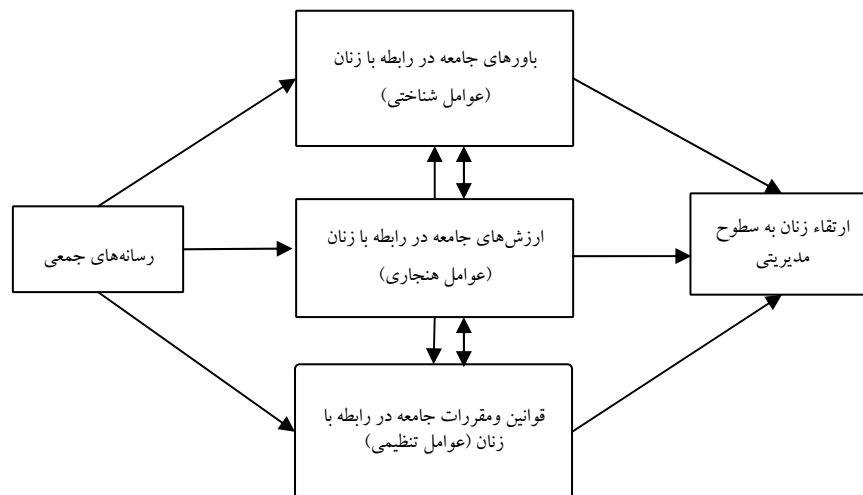 باورهای جامعه در رابطه با زنان
(عوامل شناختی)
رسانه‌های جمعی
ارزش‌های جامعه در رابطه با زنان
(عوامل هنجاری)
ارتقاء زنان به سطوح
مدیریتی
قوانین ومقررات جامعه در رابطه با
زنان (عوامل تنظیمی)